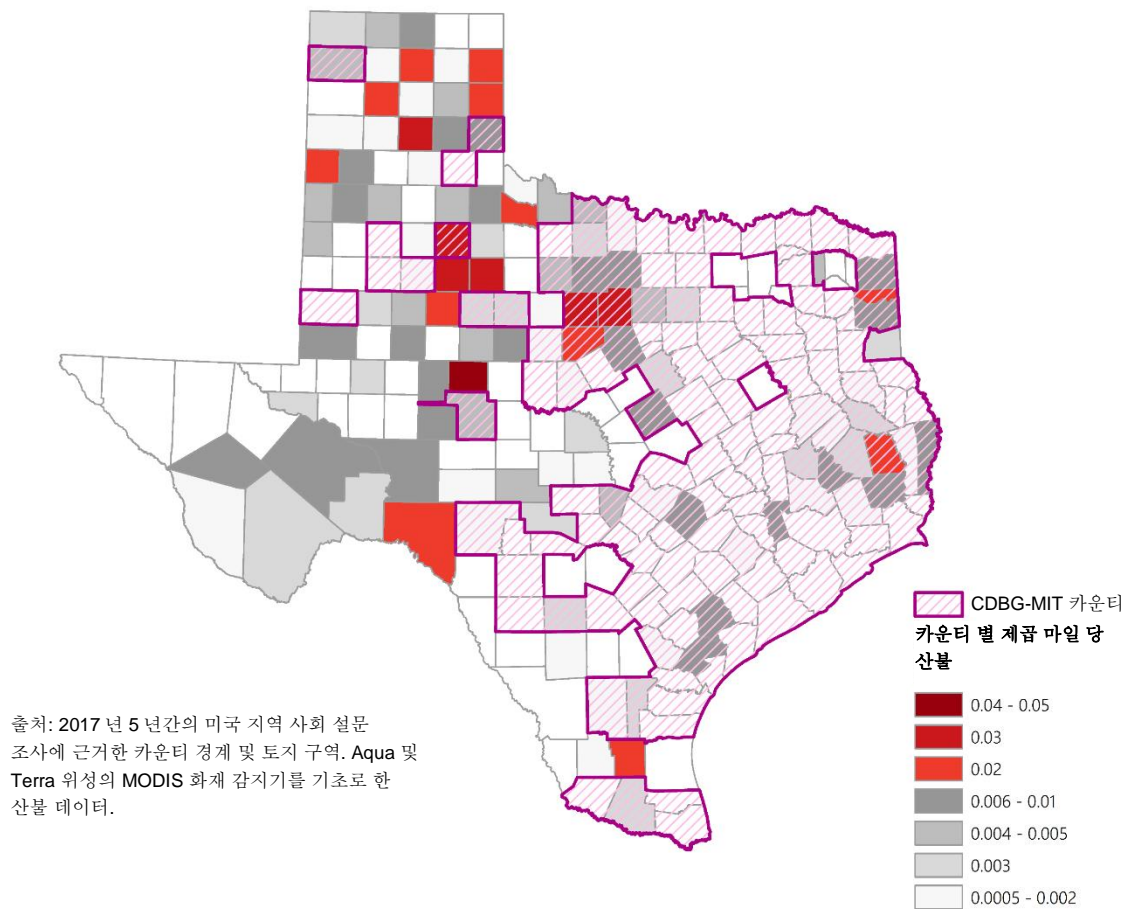 CDBG-MIT 카운티
카운티 별 제곱 마일 당
산불
0.04 - 0.05
0.03
0.02
0.006 - 0.01
0.004 - 0.005
0.003
0.0005 - 0.002
출처: 2017 년 5 년간의 미국 지역 사회 설문
조사에 근거한 카운티 경계 및 토지 구역. Aqua 및
Terra 위성의 MODIS 화재 감지기를 기초로 한
산불 데이터.